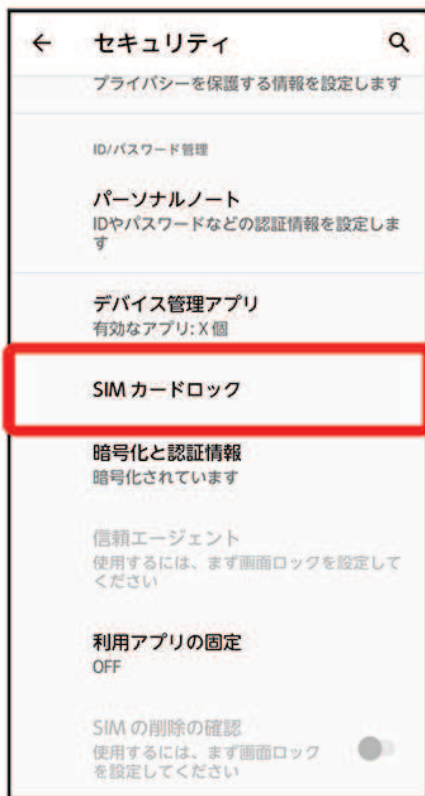 セキュリティ
プライバシーを保護する情報を設定します
ID/パスワード管理
パーソナルノート
IDやパスワードなどの認証情報を設定しま
す
デバイス管理アプリ
有効なアプリ: X 個
SIM カードロック
暗号化と認証情報
暗号化されています
信頼エージェント
使用するには、まず画面ロックを設定して
ください
利用アプリの固定
OFF
SIM の削除の確認
使用するには、まず画面ロック
を設定してください